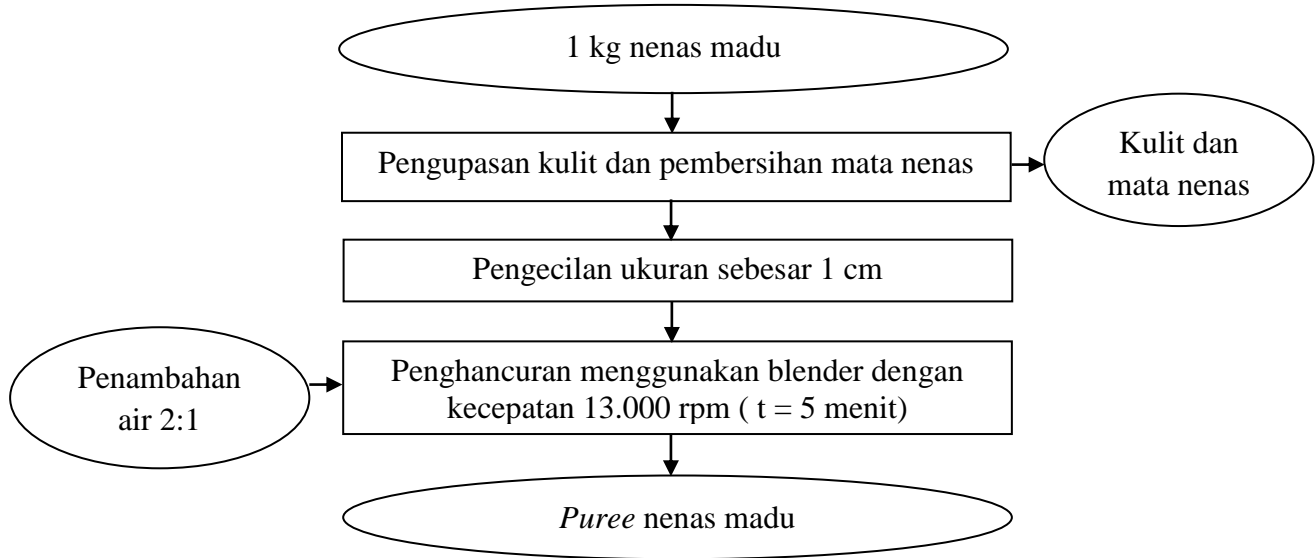 1 kg nenas madu
Pengupasan kulit dan pembersihan mata nenas
Kulit dan
mata nenas
Pengecilan ukuran sebesar 1 cm
Penambahan
air 2:1
Penghancuran menggunakan blender dengan
kecepatan 13.000 rpm ( t = 5 menit)
Puree nenas madu